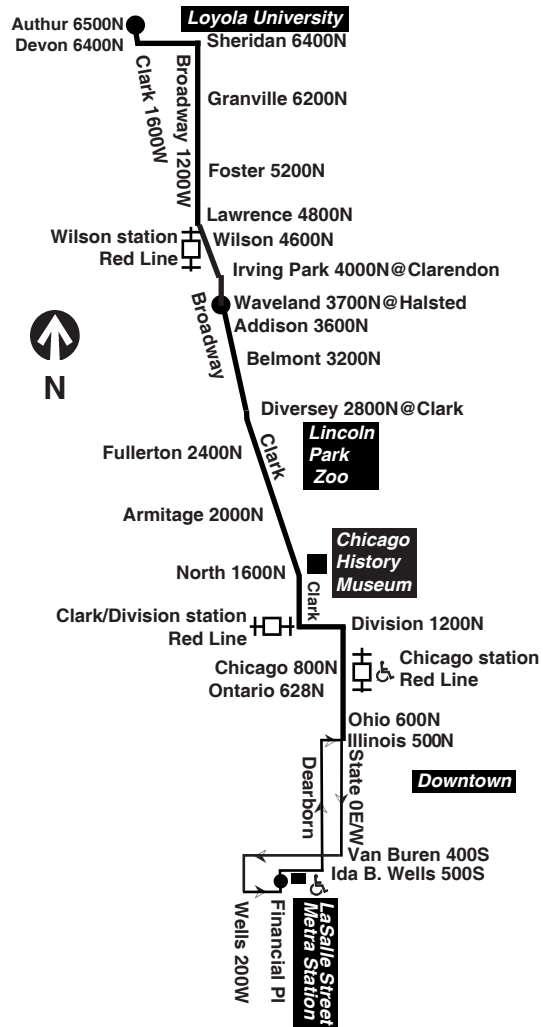 Loyola University
Authur 6500N
Devon 6400N
Sheridan 6400N
Clark 1600W
Broadway 1200W
Granville 6200N
Foster 5200N
Lawrence 4800N
Wilson station
Red Line
Wilson 4600N
Irving Park 4000N@Clarendon
Broadway
Waveland 3700N@Halsted
Addison 3600N
N
Belmont 3200N
Diversey 2800N@Clark
Clark
Fullerton 2400N
Lincoln
Park
Zoo
Armitage 2000N
Chicago
History
Museum
North 1600N
Clark
Clark/Division station
Red Line
Division 1200N
Chicago 800N
Ontario 628N
Chicago station
Red Line
Ohio 600N
Illinois 500N
Dearborn
State 0E/W
Downtown
Van Buren 400S
Ida B. Wells 500S
Wells 200W
Financial Pl
LaSalle Street
Metra Station